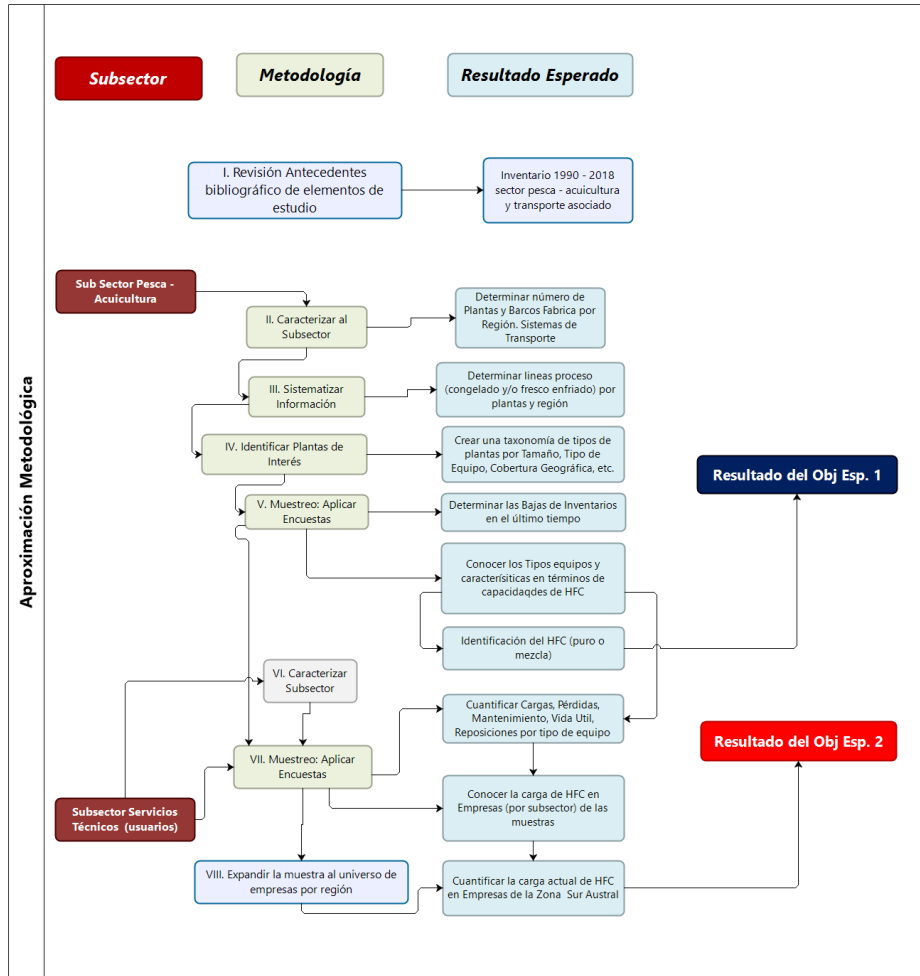 Aproximación Metodológica
Subsector
Metodología
Resultado Esperado
I. Revisión Antecedentes
bibliográfico de elementos de
estudio
Inventario 1990 - 2018
sector pesca - acuicultura
y transporte asociado
Sub Sector Pesca -
Acuicultura
II. Caracterizar al
Subsector
Determinar número de
Plantas y Barcos Fabrica por
Región. Sistemas de
Transporte
III. Sistematizar
Información
Determinar lineas proceso
(congelado y/o fresco enfriado) por
plantas y región
IV. Identificar Plantas de
Interés
Crear una taxonomía de tipos de
plantas por Tamaño, Tipo de
Equipo, Cobertura Geográfica, etc.
Resultado del Obj Esp. 1
V. Muestreo: Aplicar
Encuestas
Determinar las Bajas de Inventarios
en el último tiempo
Conocer los Tipos equipos y
caracterísiticas en términos de
capacidaqdes de HFC
Identificación del HFC (puro o
mezcla)
VI. Caracterizar
Subsector
Cuantificar Cargas, Pérdidas,
Mantenimiento, Vida Util,
Reposiciones por tipo de equipo
Resultado del Obj Esp. 2
VII. Muestreo: Aplicar
Encuestas
Subsector Servicios
Técnicos (usuarios)
Conocer la carga de HFC en
Empresas (por subsector) de las
muestras
VIII. Expandir la muestra al universo de
empresas por región
Cuantificar la carga actual de HFC
en Empresas de la Zona Sur Austral